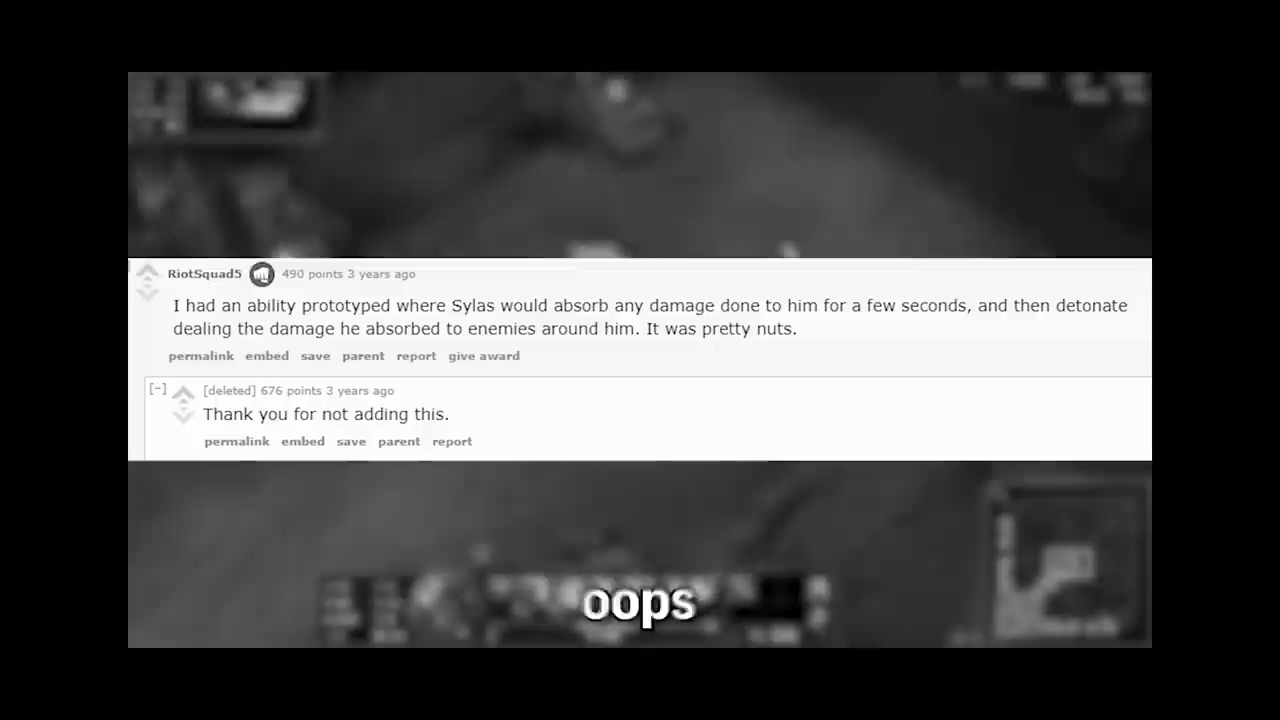 RiotSquad5 490 points 3 years ago
I had an ability prototyped where Sylas would absorb any damage done to him for a few seconds, and then detonate
dealing the damage he absorbed to enemies around him. It was pretty nuts.
permalink embed save parent report give award
[-] [deleted] 676 points 3 years ago
Thank you for not adding this.
permalink embed save parent report
oops